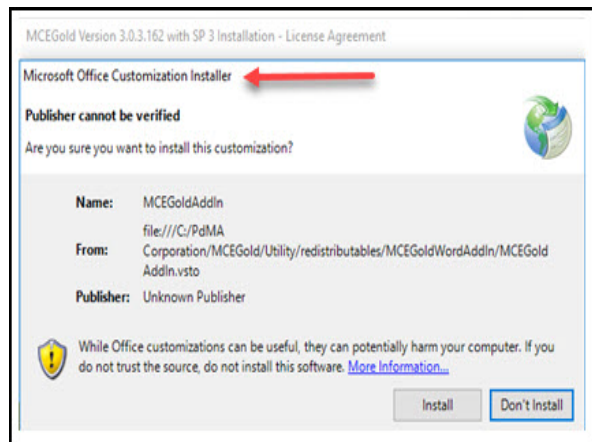 MCEGold Version 3.0.3.162 with SP 3 Installation - License Agreement
Microsoft Office Customization Installer
Publisher cannot be verified
Are you sure you want to install this customization?
Name: MCEGoldAddIn
file:///C:/PdMA
From: Corporation/MCEGold/Utility/redistributables/MCEGoldWordAddIn/MCEGold
AddIn.vsto
Publisher: Unknown Publisher
While Office customizations can be useful, they can potentially harm your computer. If you
do not trust the source, do not install this software. More Information...
Install Don't Install